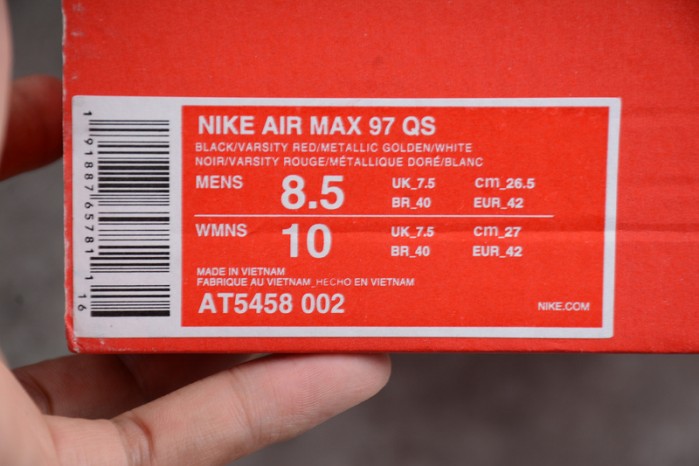 NIKE AIR MAX 97 QS
BLACK/VARSITY RED/METALLIC GOLDEN/WHITE
NOIR/VARSITY ROUGE/MÉTALLIQUE DORÉ/BLANC
MENS 8.5 UK_7.5 cm_26.5
BR_40 EUR_42
WMNS 10 UK_7.5 cm_27
BR_40 EUR_42
MADE IN VIETNAM
FABRIQUE AU VIETNAM_HECHO EN VIETNAM
AT5458 002
NIKE.COM
1 91887 65781 1 16